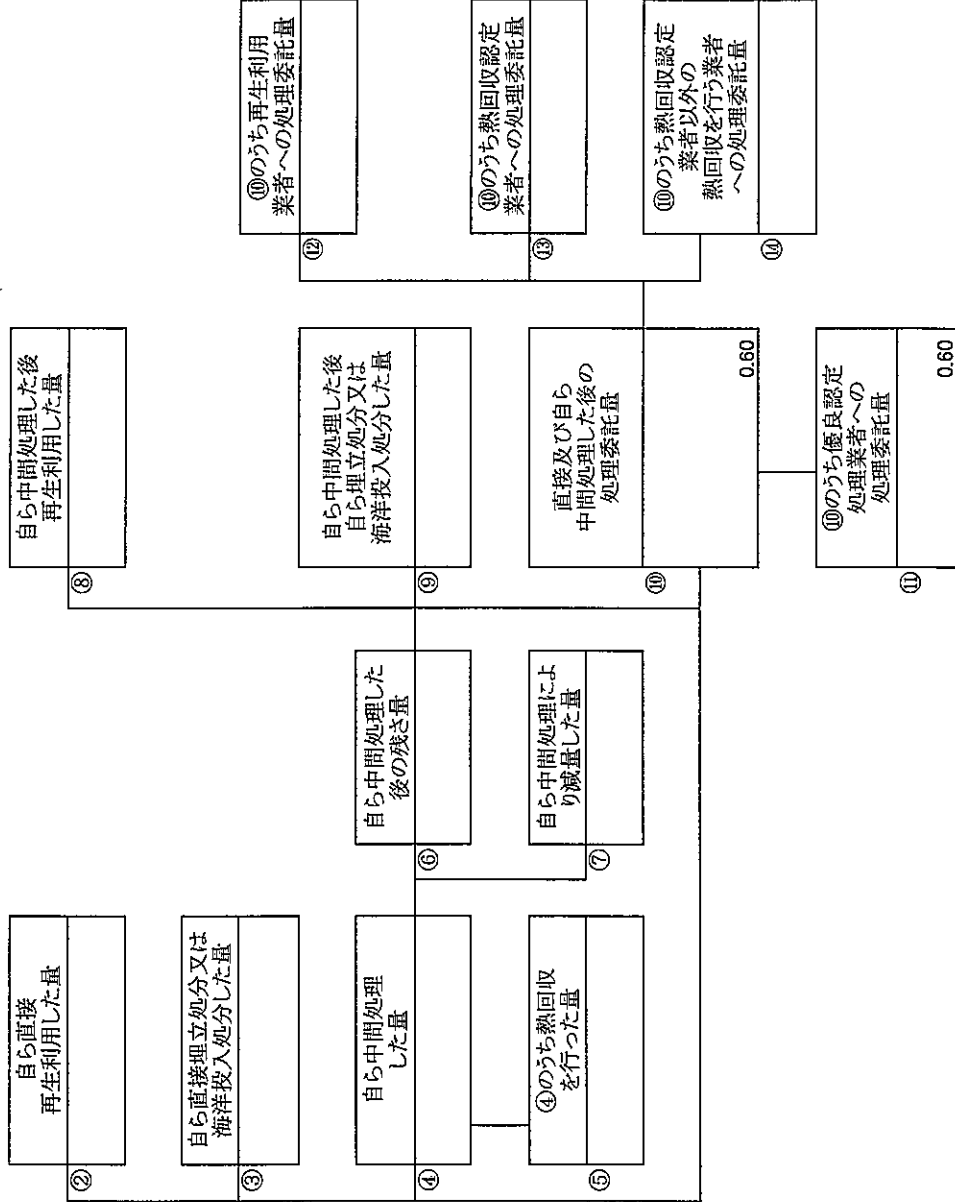 ②
自ら直接
再生利用した量
③
自ら直接埋立処分又は
海洋投入処分した量
④
自ら中間処理
した量
⑤
④のうち熱回収
を行った量
⑥
自ら中間処理した
後の残さ量
⑦
自ら中間処理によ
り減量した量
⑧
自ら中間処理した後
再生利用した量
⑨
自ら中間処理した後
自ら埋立処分又は
海洋投入処分した量
⑩
直接及び自ら
中間処理した後の
処理委託量
0.60
⑪
⑩のうち優良認定
処理業者への
処理委託量
0.60
⑫
⑩のうち再生利用
業者への処理委託量
⑬
⑩のうち熱回収認定
業者への処理委託量
⑭
⑩のうち熱回収認定
業者以外の
熱回収を行う業者
への処理委託量